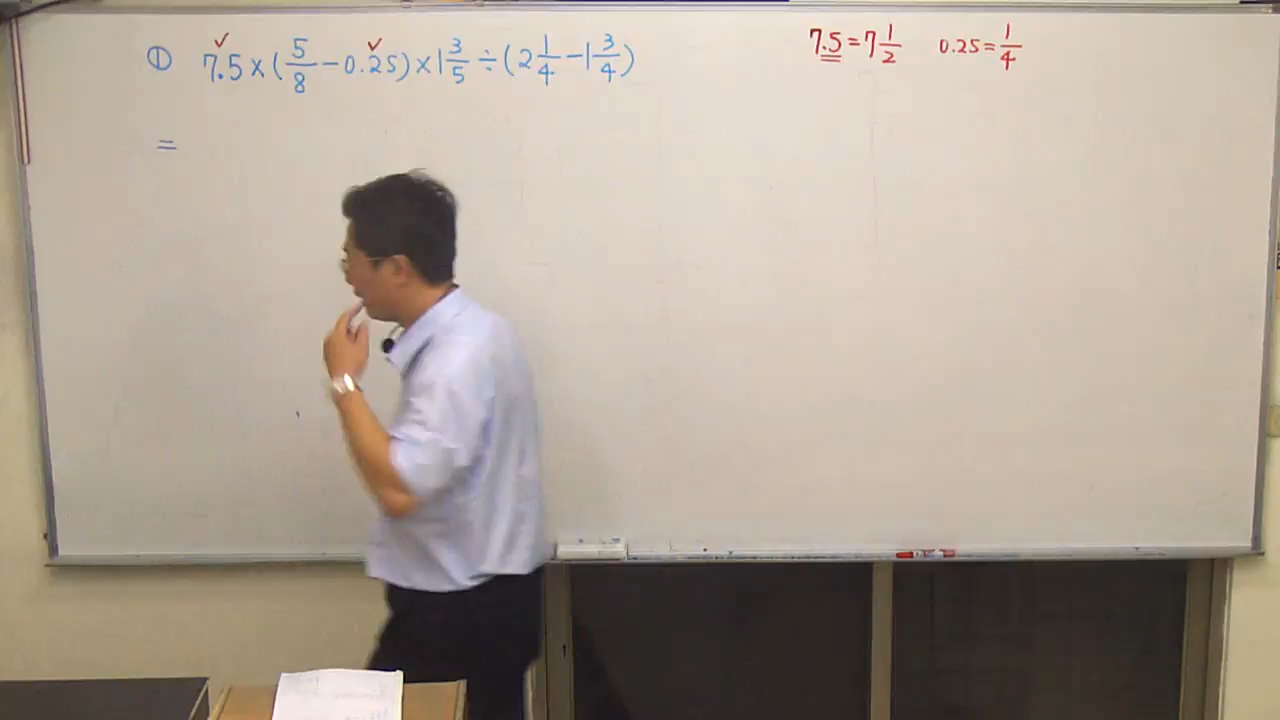 ① 7.5×(5/8−0.25)×1 3/5÷(2 1/4−1 3/4)
=
7.5=7 1/2 0.25=1/4